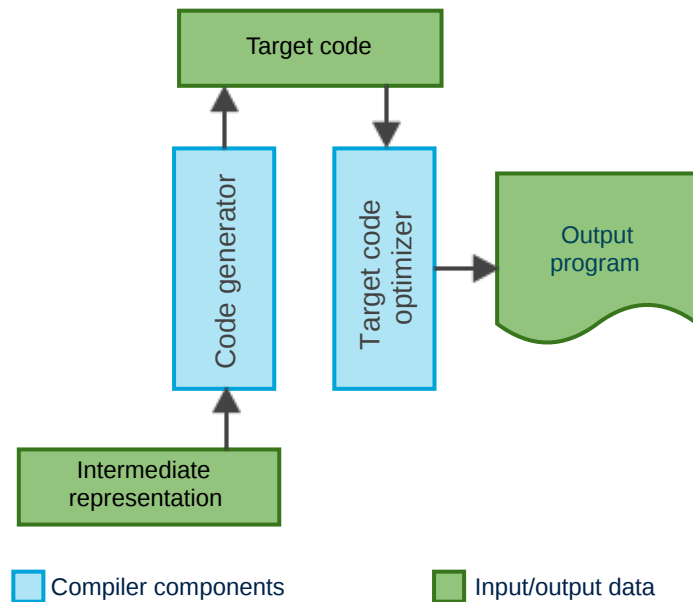 Target code
Code generator
Target code
optimizer
Output
program
Intermediate
representation
Compiler components
Input/output data